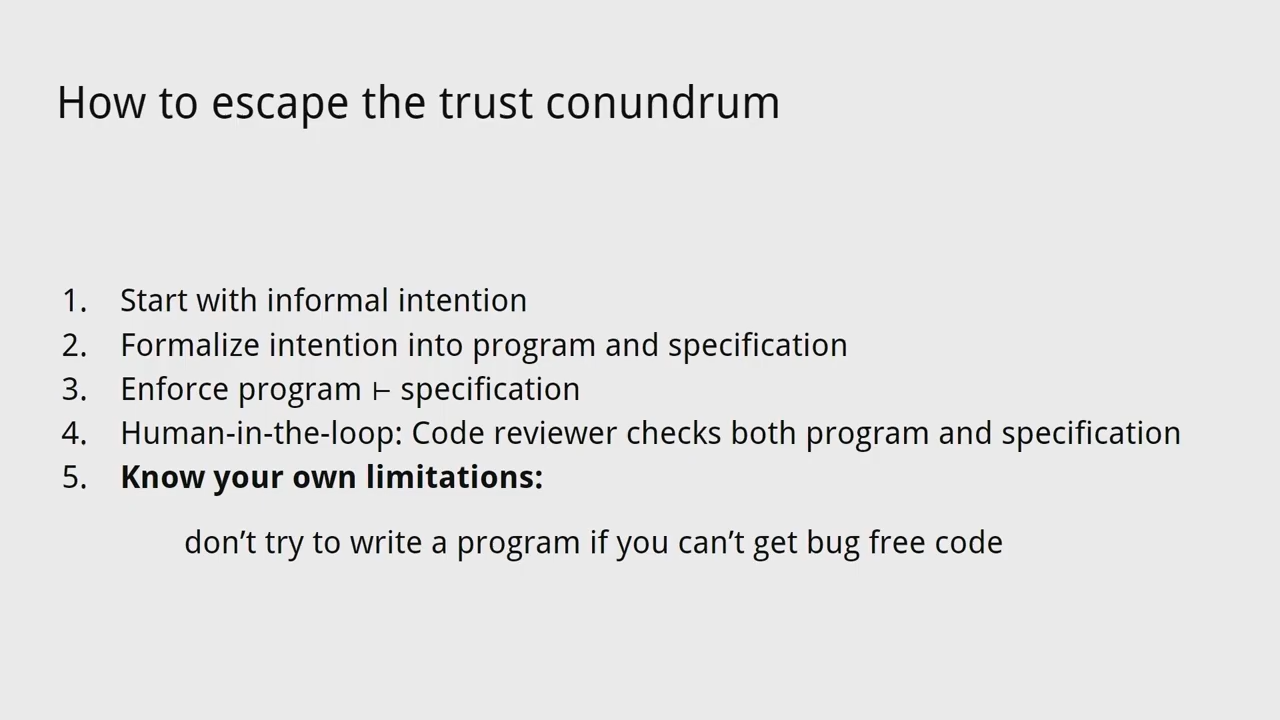 How to escape the trust conundrum
1. Start with informal intention
2. Formalize intention into program and specification
3. Enforce program ⊢ specification
4. Human-in-the-loop: Code reviewer checks both program and specification
5. Know your own limitations:
don’t try to write a program if you can’t get bug free code